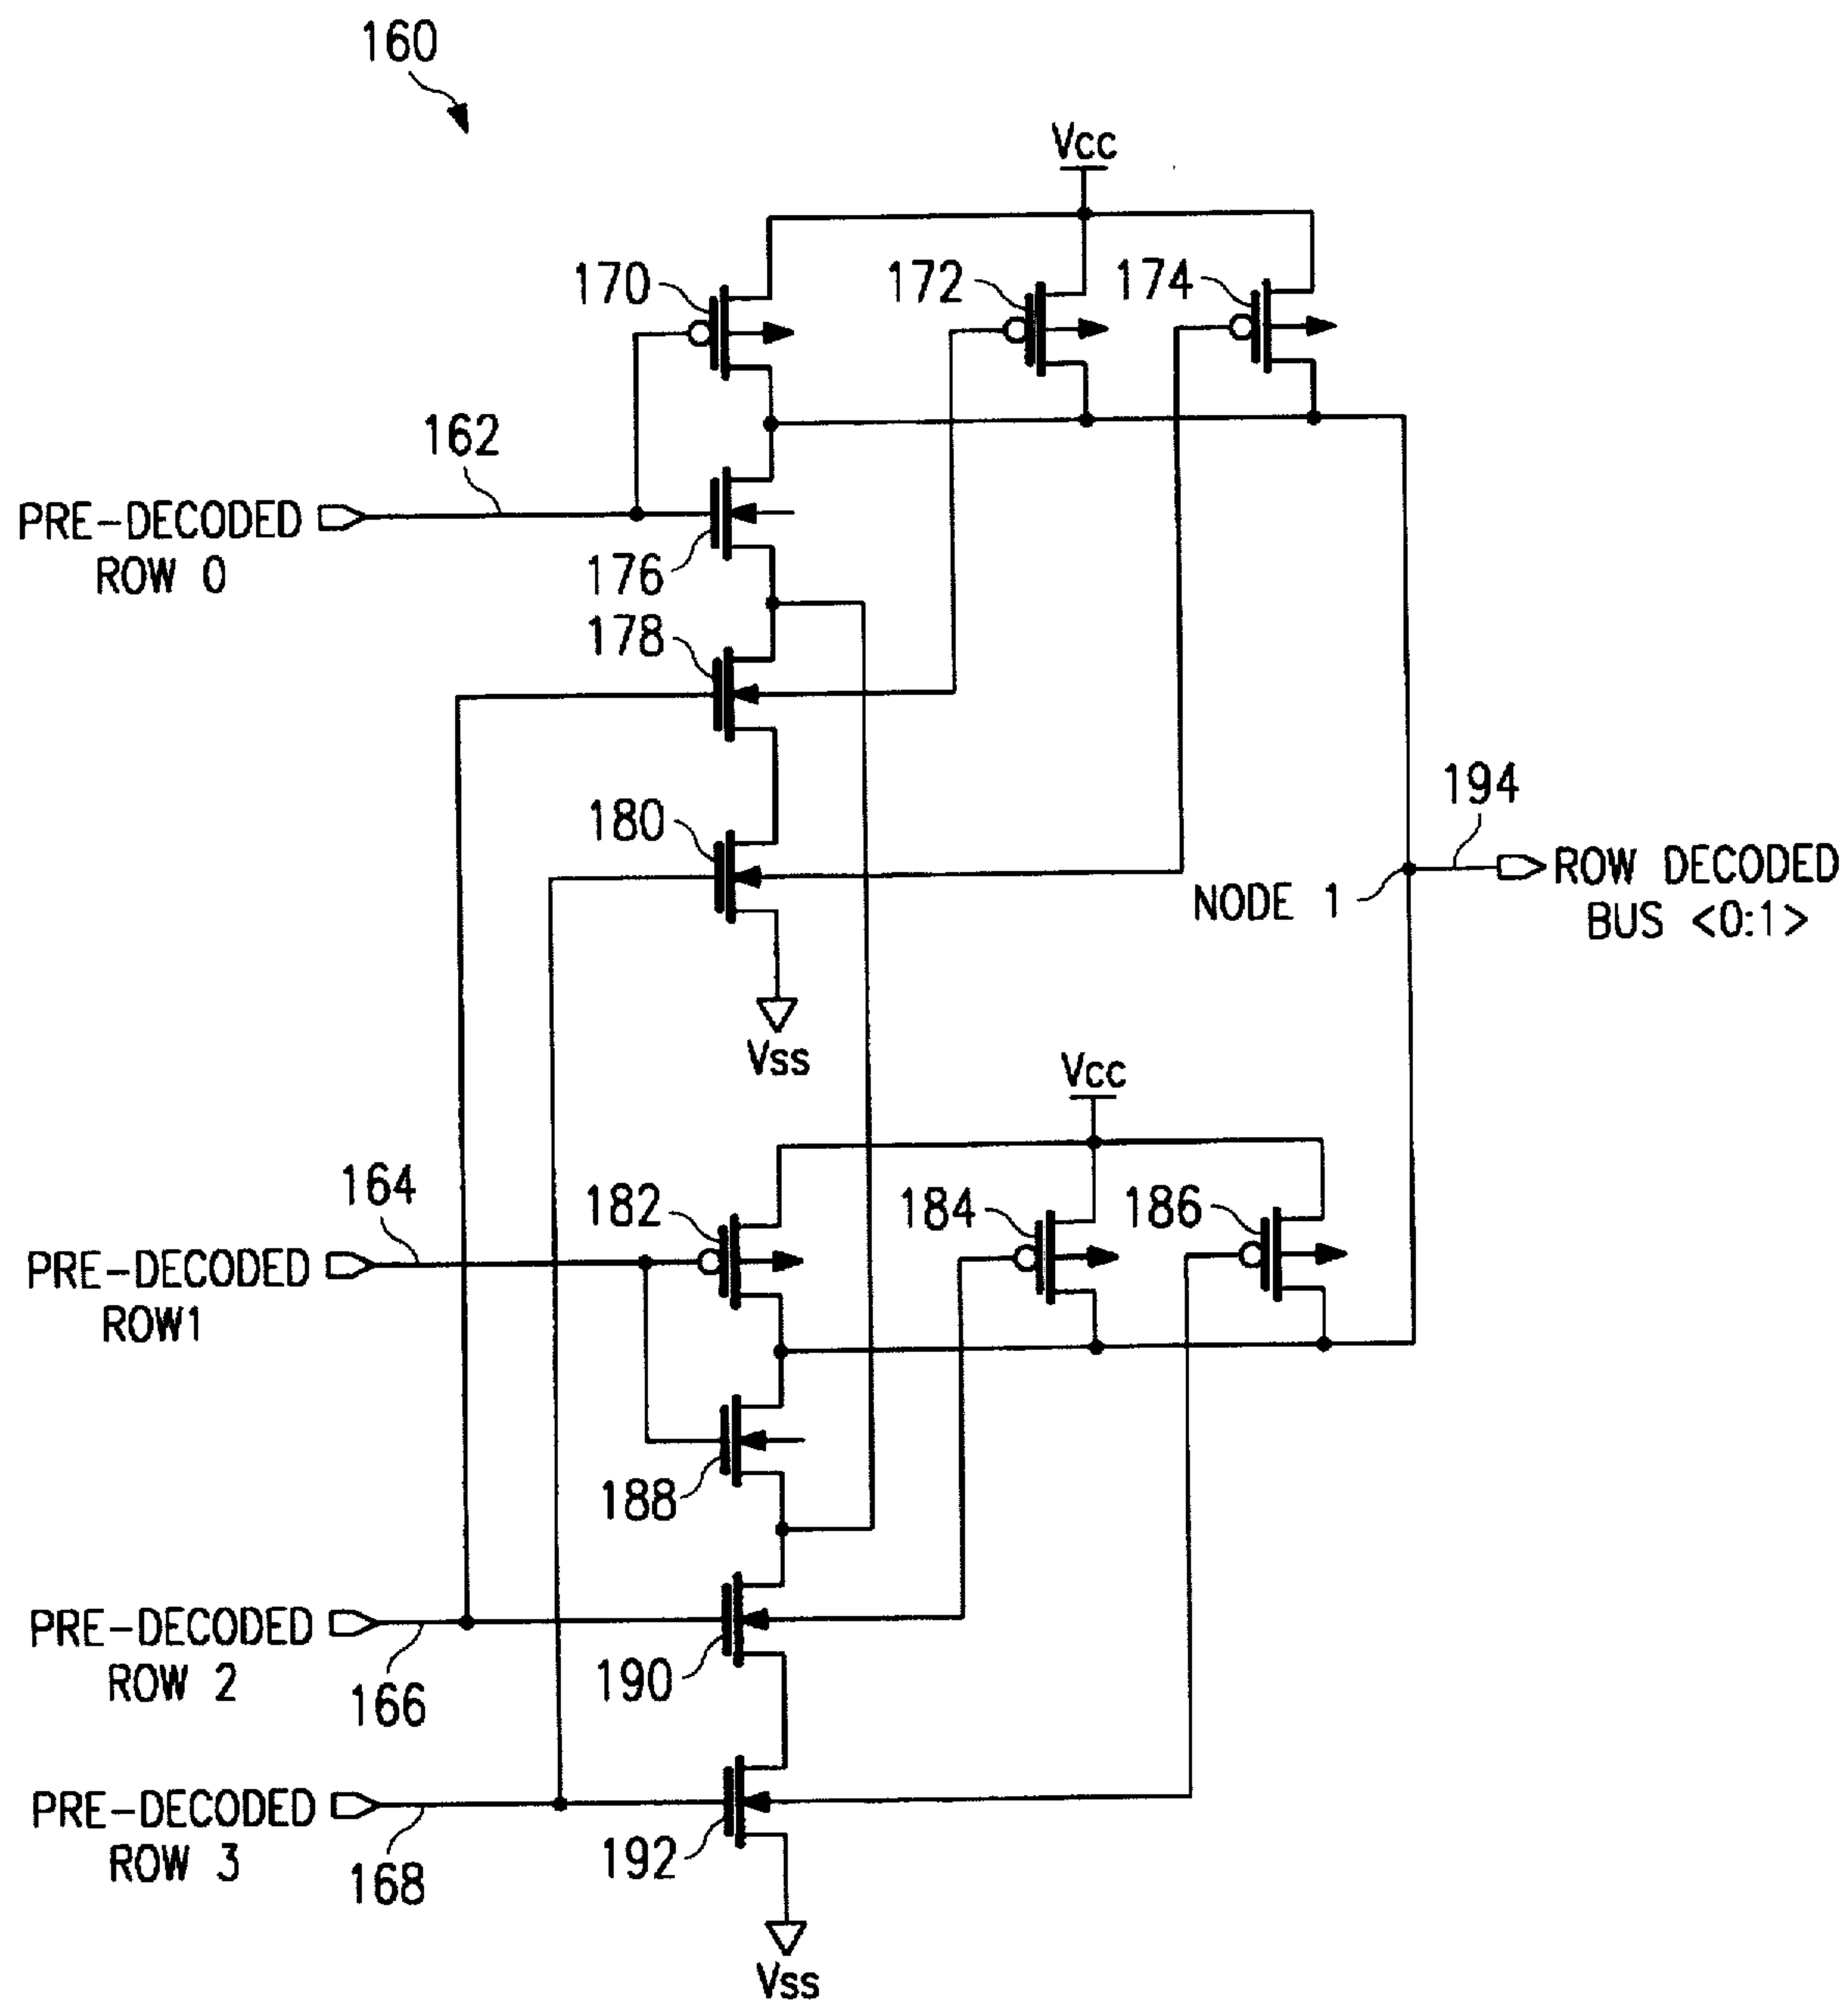 160
Vcc
170
172
174
162
PRE-DECODED
ROW 0
176
178
180
194
ROW DECODED
BUS <0:1>
NODE 1
Vss
Vcc
164
182
184
186
PRE-DECODED
ROW1
188
PRE-DECODED
ROW 2
166
190
PRE-DECODED
ROW 3
168
192
Vss